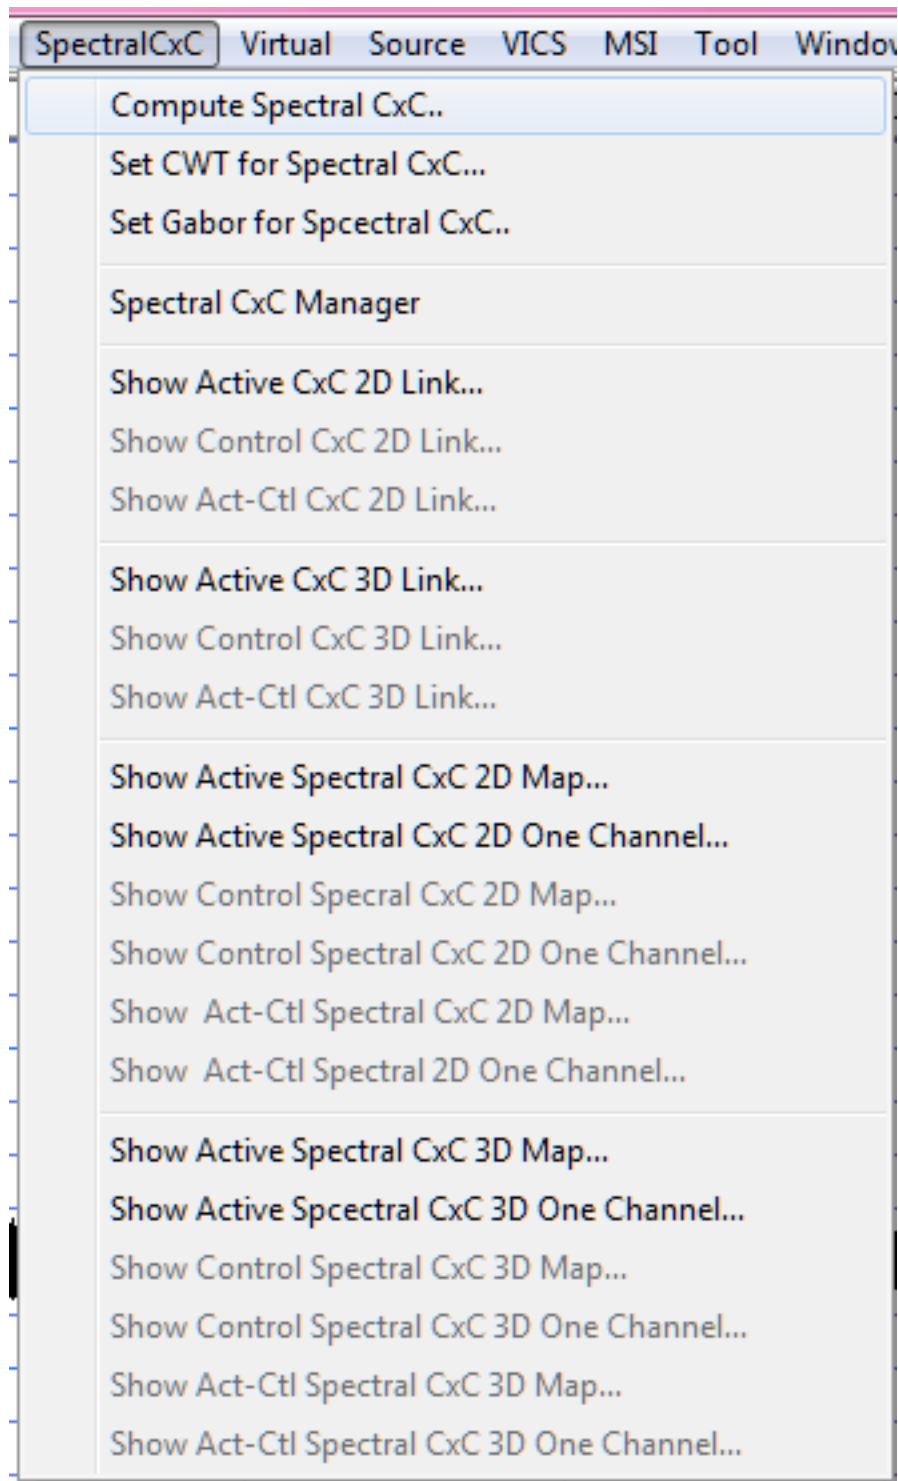 SpectralCxC Virtual Source VICS MSI Tool Window
Compute Spectral CxC..
Set CWT for Spectral CxC...
Set Gabor for Spcectral CxC..
Spectral CxC Manager
Show Active CxC 2D Link...
Show Control CxC 2D Link...
Show Act-Ctl CxC 2D Link...
Show Active CxC 3D Link...
Show Control CxC 3D Link...
Show Act-Ctl CxC 3D Link...
Show Active Spectral CxC 2D Map...
Show Active Spectral CxC 2D One Channel...
Show Control Specral CxC 2D Map...
Show Control Spectral CxC 2D One Channel...
Show  Act-Ctl Spectral CxC 2D Map...
Show  Act-Ctl Spectral 2D One Channel...
Show Active Spectral CxC 3D Map...
Show Active Spcectral CxC 3D One Channel...
Show Control Spectral CxC 3D Map...
Show Control Spectral CxC 3D One Channel...
Show Act-Ctl Spectral CxC 3D Map...
Show Act-Ctl Spectral CxC 3D One Channel...